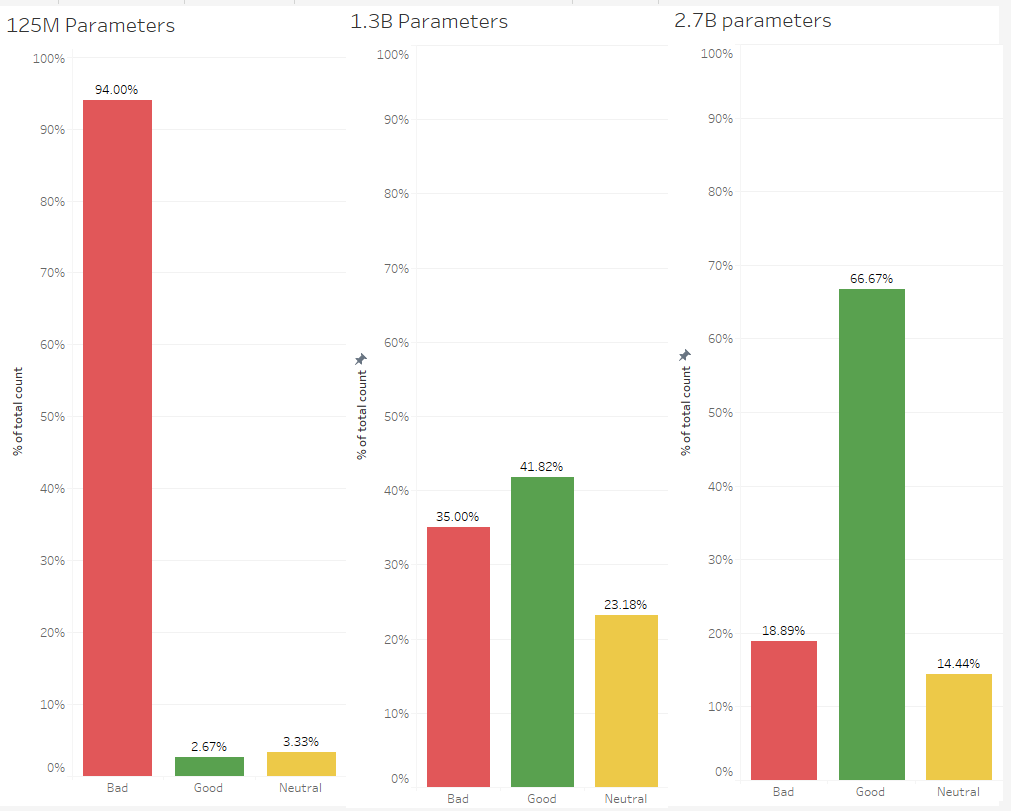 125M Parameters
100%
90%
80%
70%
60%
50%
40%
30%
20%
10%
0%
% of total count
94.00%
2.67%
3.33%
Bad
Good
Neutral
1.3B Parameters
100%
90%
80%
70%
60%
50%
40%
30%
20%
10%
0%
% of total count
35.00%
41.82%
23.18%
Bad
Good
Neutral
2.7B parameters
100%
90%
80%
70%
60%
50%
40%
30%
20%
10%
0%
% of total count
18.89%
66.67%
14.44%
Bad
Good
Neutral